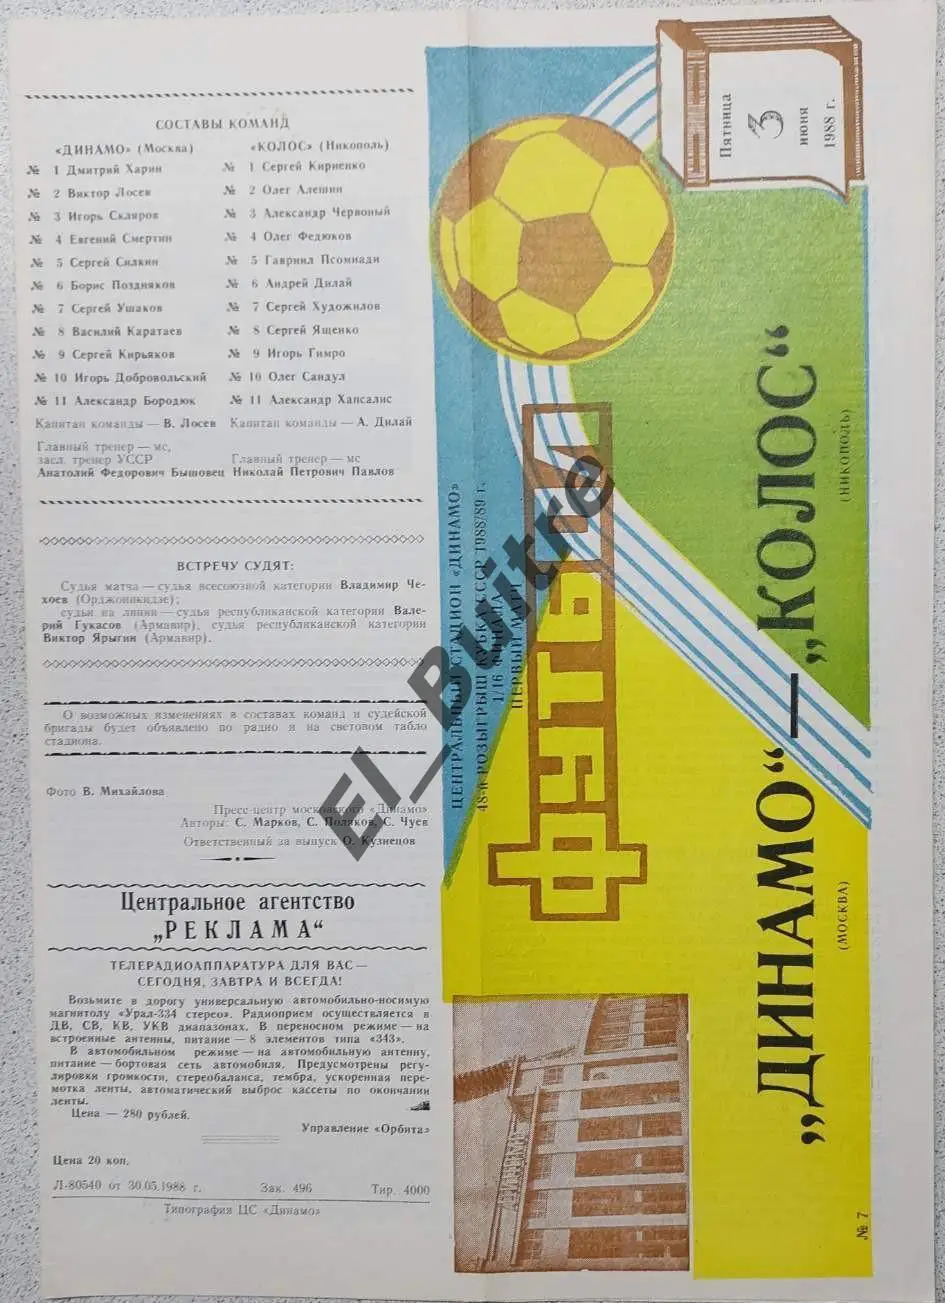 СОСТАВЫ КОМАНД
«ДИНАМО» (Москва)
№ 1 Дмитрий Харин
№ 2 Виктор Лосев
№ 3 Игорь Скляров
№ 4 Евгений Смертин
№ 5 Сергей Силкин
№ 6 Борис Поздняков
№ 7 Сергей Ушаков
№ 8 Василий Каратаев
№ 9 Сергей Кирьяков
№ 10 Игорь Добровольский
№ 11 Александр Бородюк
Капитан команды — В. Лосев
Главный тренер — мс,
засл. тренер УССР
Анатолий Федорович Бышовец
«КОЛОС» (Никополь)
№ 1 Сергей Кириенко
№ 2 Олег Алешин
№ 3 Александр Червоный
№ 4 Олег Федюков
№ 5 Гавриил Псомиади
№ 6 Андрей Дилай
№ 7 Сергей Художилов
№ 8 Сергей Ященко
№ 9 Игорь Гимро
№ 10 Олег Сандул
№ 11 Александр Хапсалис
Капитан команды — А. Дилай
Главный тренер — мс
Николай Петрович Павлов
ВСТРЕЧУ СУДЯТ:
Судья матча — судья всесоюзной категории Владимир Че-
хоев (Орджоникидзе);
судьи на линии — судья республиканской категории Вале-
рий Гукасов (Армавир), судья республиканской категории
Виктор Ярыгин (Армавир).
О возможных изменениях в составах команд и судейской
бригады будет объявлено по радио и на световом табло
стадиона.
Фото В. Михайлова
Пресс-центр московского «Динамо»
Авторы: С. Марков, С. Поляков, С. Чуев
Ответственный за выпуск О. Кузнецов
Центральное агентство
„РЕКЛАМА“
ТЕЛЕРАДИОАППАРАТУРА ДЛЯ ВАС —
СЕГОДНЯ, ЗАВТРА И ВСЕГДА!
Возьмите в дорогу универсальную автомобильно-носимую
магнитолу «Урал-334 стерео». Радиоприем осуществляется в
ДВ, СВ, КВ, УКВ диапазонах. В переносном режиме — на
встроенные антенны, питание — 8 элементов типа «343».
В автомобильном режиме — на автомобильную антенну,
питание — бортовая сеть автомобиля. Предусмотрены регу-
лировки громкости, стереобаланса, тембра, ускоренная пере-
мотка ленты, автоматический выброс кассеты по окончании
ленты.
Цена — 280 рублей.
Управление «Орбита»
Цена 20 коп.
Л-80540 от 30.05.1988 г. Зак. 496 Тир. 4000
Типография ЦС «Динамо»
Пятница
3
июня
1988 г.
ЦЕНТРАЛЬНЫЙ СТАДИОН «ДИНАМО»
48-й РОЗЫГРЫШ КУБКА СССР 1988/89 г.
1/16 ФИНАЛА
ПЕРВЫЙ МАТЧ
ФУТБОЛ
„ДИНАМО“ — „КОЛОС“
(МОСКВА)
(НИКОПОЛЬ)
№ 7
El_Buitre